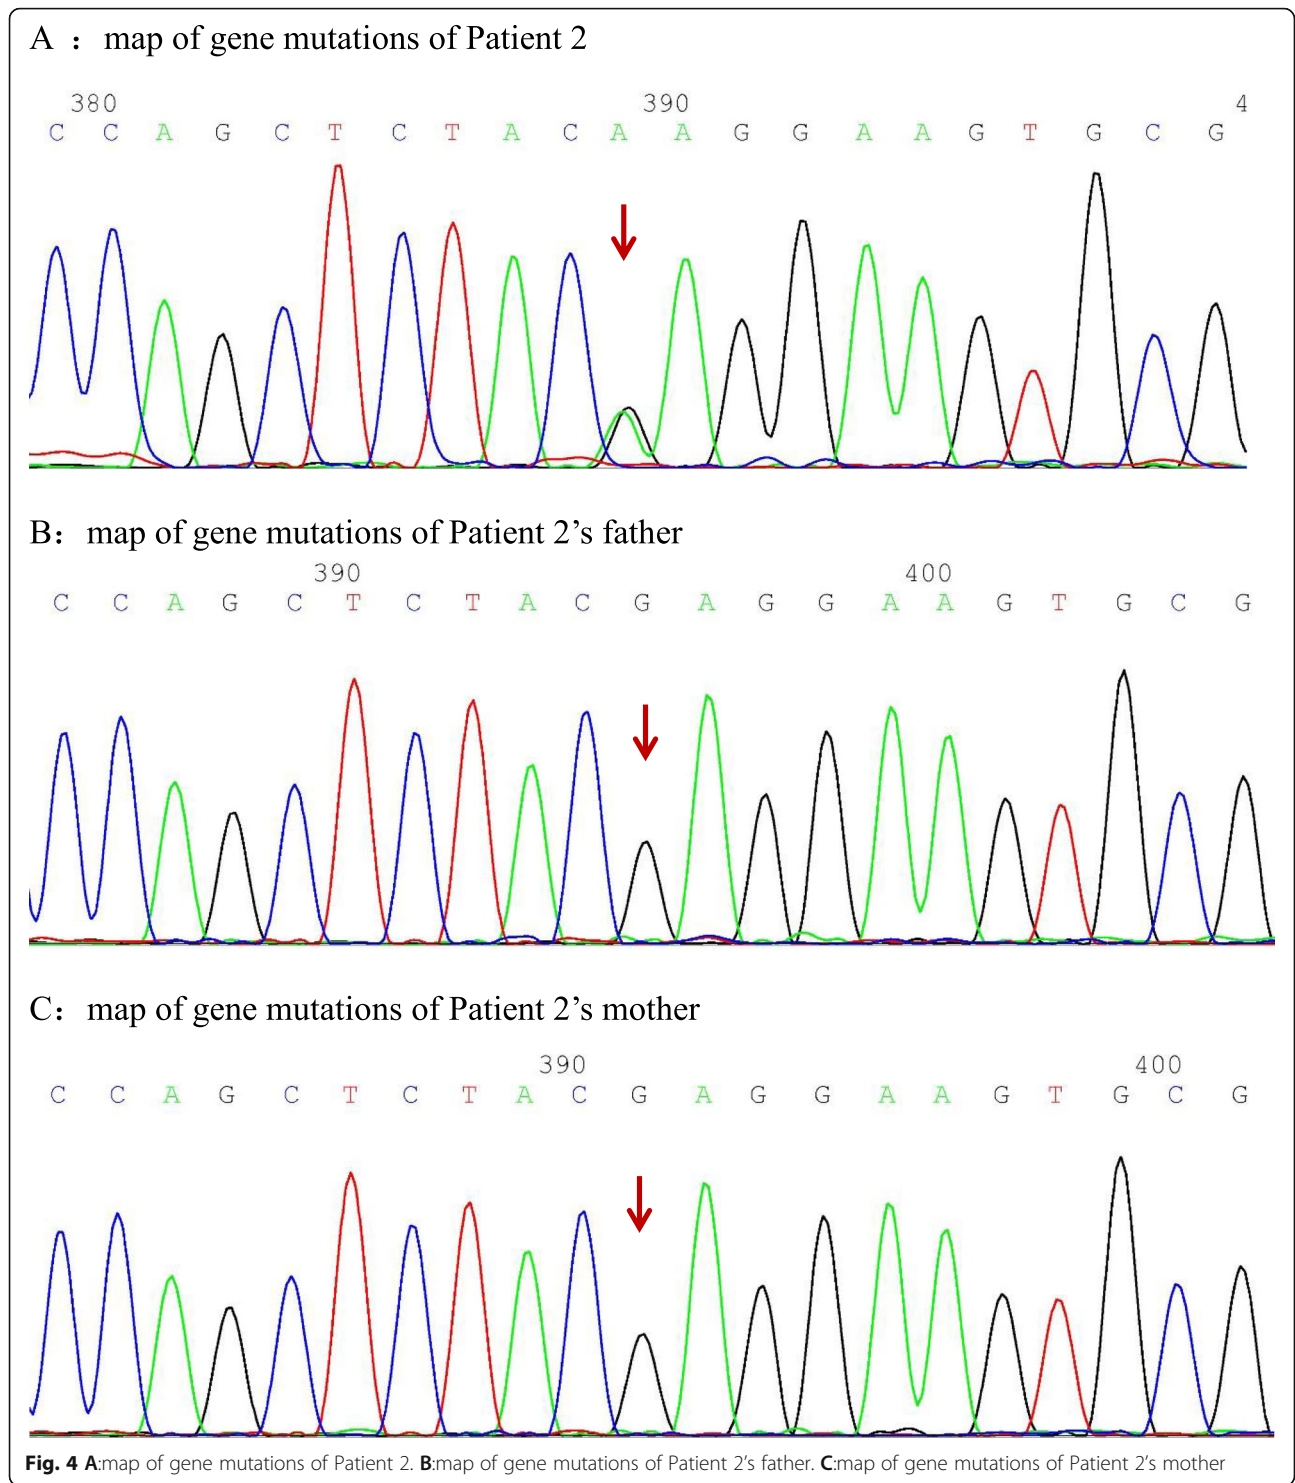 A : map of gene mutations of Patient 2
380 390 4
C C A G C T C T A C A A G G A A G T G C G
B: map of gene mutations of Patient 2's father
390 400
C C A G C T C T A C G A G G A A G T G C G
C: map of gene mutations of Patient 2's mother
390 400
C C A G C T C T A C G A G G A A G T G C G
Fig. 4 A:map of gene mutations of Patient 2. B:map of gene mutations of Patient 2's father. C:map of gene mutations of Patient 2's mother